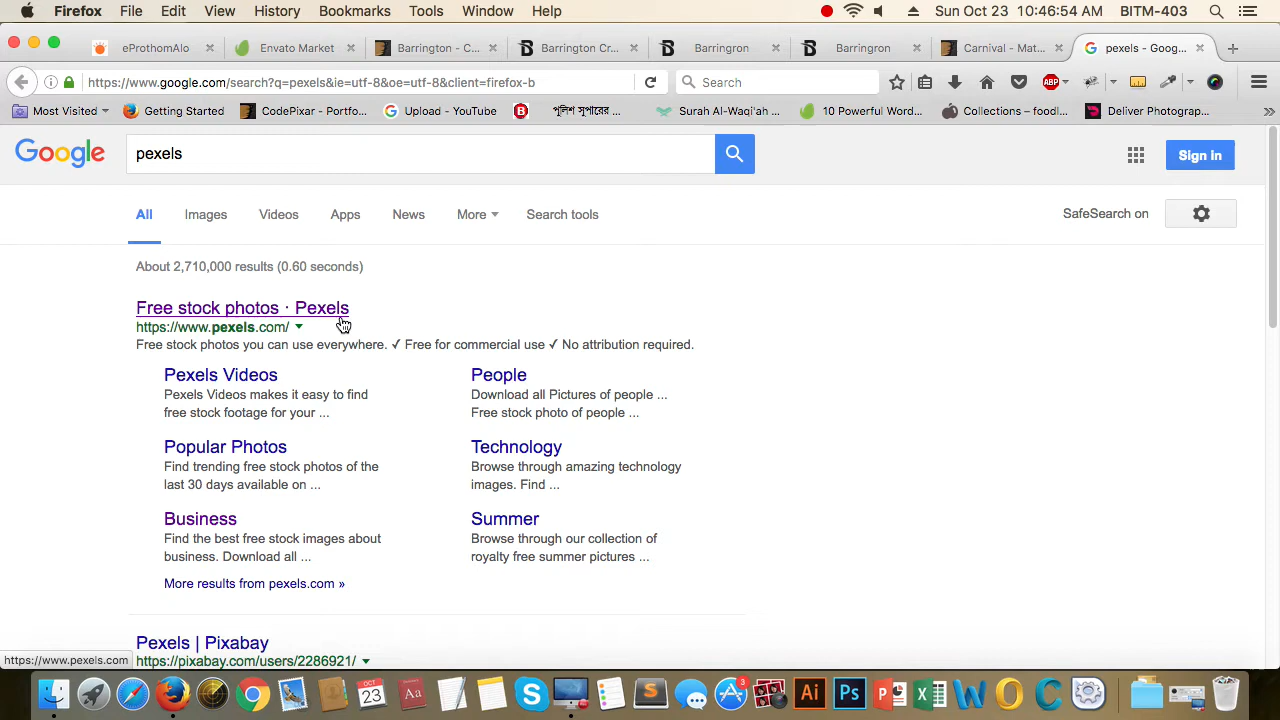 Firefox File Edit View History Bookmarks Tools Window Help Sun Oct 23 10:46:54 AM BITM-403
eProthomAlo Envato Market Barrington - C... Barrington Cr... Barringron Barringron Carnival - Mat... pexels - Goog...
https://www.google.com/search?q=pexels&ie=utf-8&oe=utf-8&client=firefox-b Search ABP
Most Visited Getting Started CodePixar - Portfo... Upload - YouTube B পুলিশ সুপারের ... Surah Al-Waqi'ah ... 10 Powerful Word... Collections – foodl... Deliver Photograp...
Google pexels Sign in
All Images Videos Apps News More Search tools SafeSearch on
About 2,710,000 results (0.60 seconds)
Free stock photos · Pexels
https://www.pexels.com/
Free stock photos you can use everywhere. ✓ Free for commercial use ✓ No attribution required.
Pexels Videos
Pexels Videos makes it easy to find
free stock footage for your ...
People
Download all Pictures of people ...
Free stock photo of people ...
Popular Photos
Find trending free stock photos of the
last 30 days available on ...
Technology
Browse through amazing technology
images. Find ...
Business
Find the best free stock images about
business. Download all ...
Summer
Browse through our collection of
royalty free summer pictures ...
More results from pexels.com »
Pexels | Pixabay
https://pixabay.com/users/2286921/
https://www.pexels.com
OCT 23 Aa S S 3 Ai Ps P X W O C